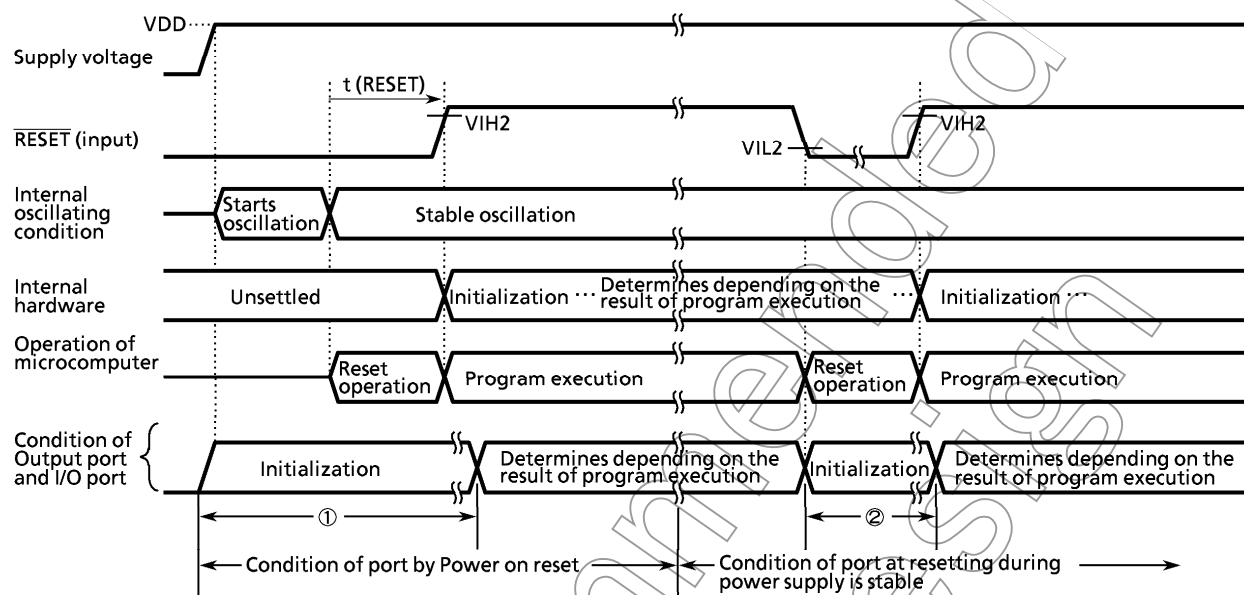 VDD
Supply voltage
t (RESET)
VIH2
RESET (input)
VIL2
VIH2
Internal
oscillating
condition
Starts
oscillation
Stable oscillation
Internal
hardware
Unsettled
Initialization ···
Determines depending on the
result of program execution
···
Initialization ···
Operation of
microcomputer
Reset
operation
Program execution
Reset
operation
Program execution
Condition of
Output port
and I/O port
Initialization
Determines depending on the
result of program execution
Initialization
Determines depending on the
result of program execution
①
②
Condition of port by Power on reset
Condition of port at resetting during
power supply is stable